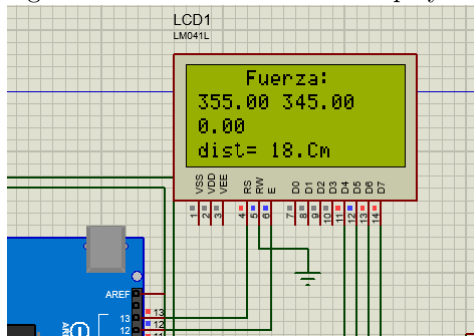 LCD1
LM041L
Fuerza:
355.00 345.00
0.00
dist= 18.Cm
VSS VDD VEE RS RW E D0 D1 D2 D3 D4 D5 D6 D7
1 2 3 4 5 6 7 8 9 10 11 12 13 14
AREF
13 13
12 12